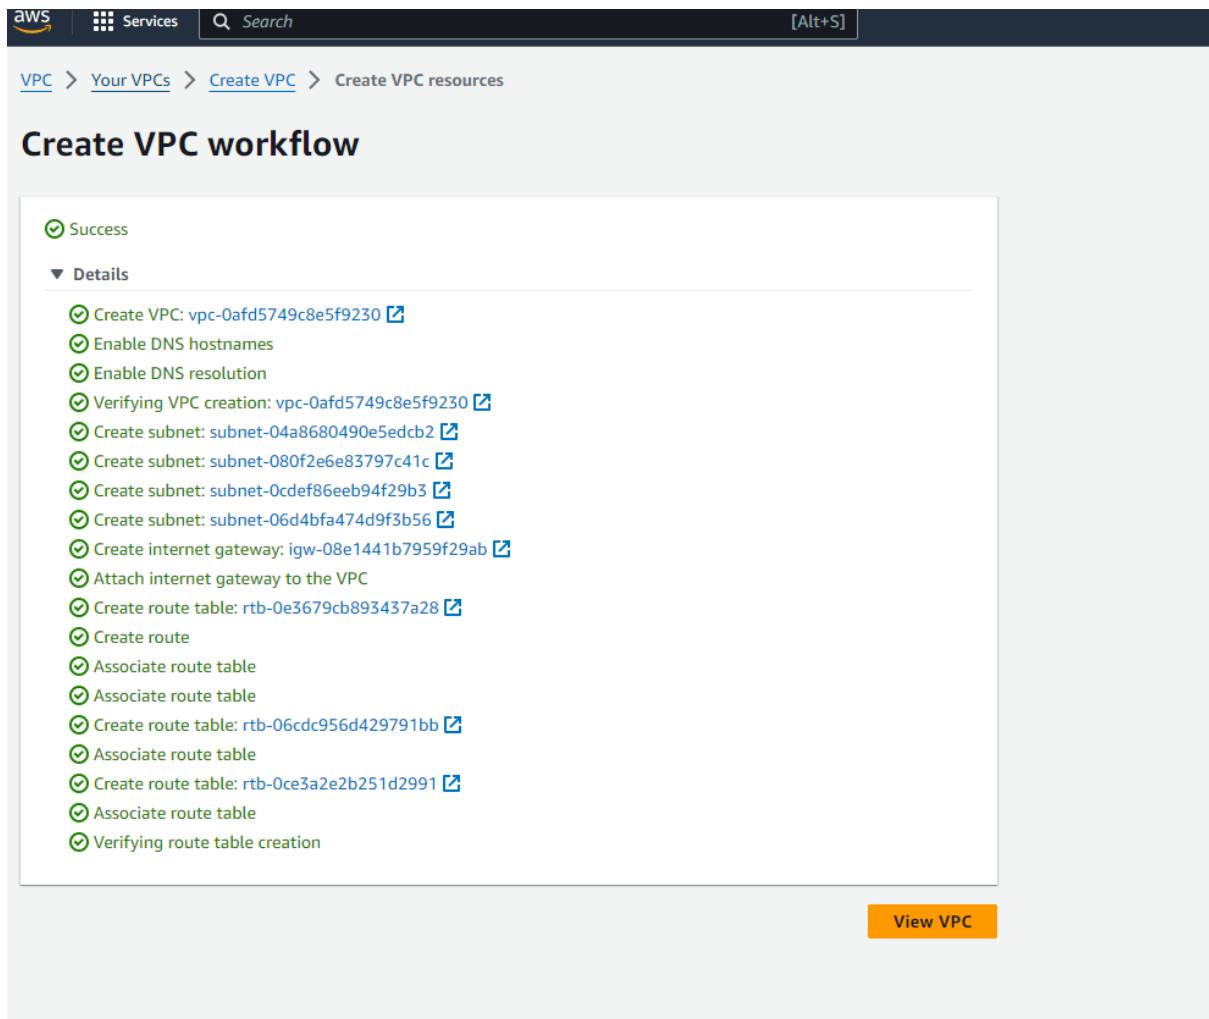 aws Services Search [Alt+S]
VPC > Your VPCs > Create VPC > Create VPC resources
Create VPC workflow
Success
Details
Create VPC: vpc-0afd5749c8e5f9230
Enable DNS hostnames
Enable DNS resolution
Verifying VPC creation: vpc-0afd5749c8e5f9230
Create subnet: subnet-04a8680490e5edcb2
Create subnet: subnet-080f2e6e83797c41c
Create subnet: subnet-0cdef86eeb94f29b3
Create subnet: subnet-06d4bfa474d9f3b56
Create internet gateway: igw-08e1441b7959f29ab
Attach internet gateway to the VPC
Create route table: rtb-0e3679cb893437a28
Create route
Associate route table
Associate route table
Create route table: rtb-06cdc956d429791bb
Associate route table
Create route table: rtb-0ce3a2e2b251d2991
Associate route table
Verifying route table creation
View VPC